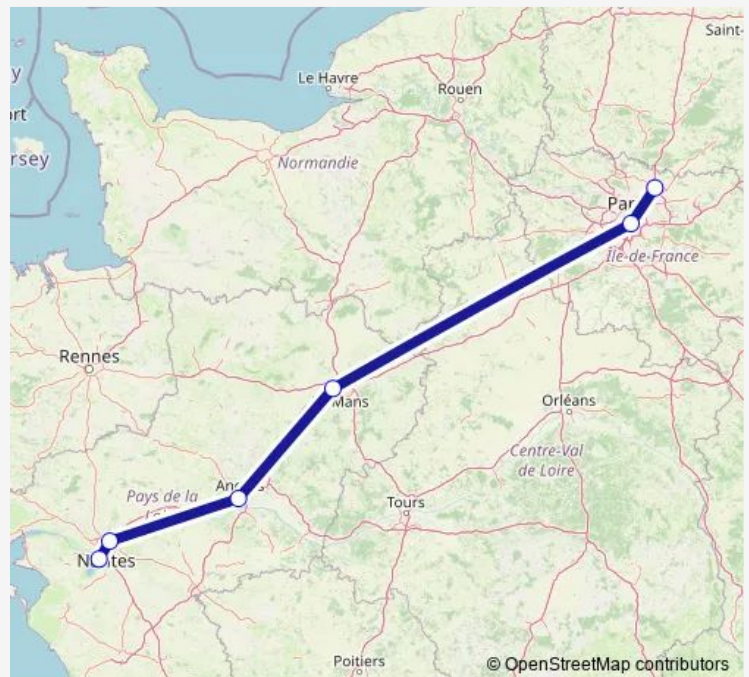 Saint-
Le Havre
Rouen
y
ort
Normandie
rsey
Par
Île-de-France
Rennes
Mans
Orléans
Centre-Val
de Loire
Pays de la
Tours
Poitiers
© OpenStreetMap contributors